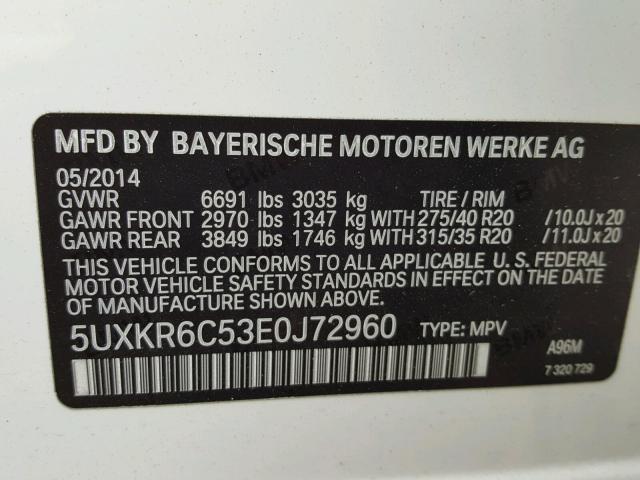 MFD BY BAYERISCHE MOTOREN WERKE AG
05/2014
GVWR 6691 lbs 3035 kg TIRE / RIM
GAWR FRONT 2970 lbs 1347 kg WITH 275/40 R20 /10.0J x 20
GAWR REAR 3849 lbs 1746 kg WITH 315/35 R20 /11.0J x 20
THIS VEHICLE CONFORMS TO ALL APPLICABLE U. S. FEDERAL
MOTOR VEHICLE SAFETY STANDARDS IN EFFECT ON THE DATE
OF MANUFACTURE SHOWN ABOVE.
5UXKR6C53E0J72960 TYPE: MPV
A96M
7 320 729